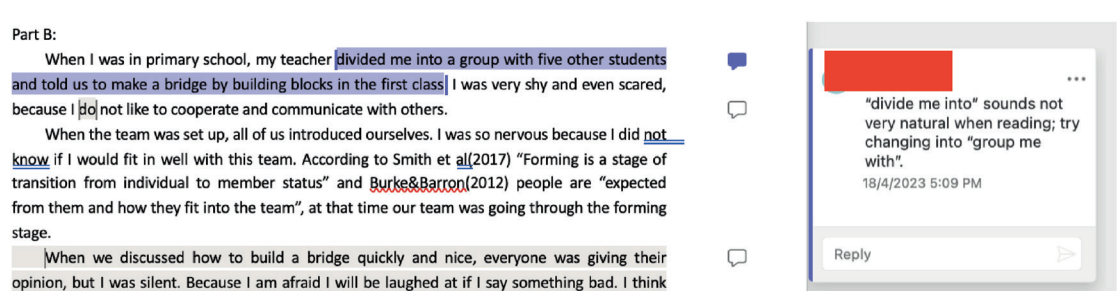 Part B:
When I was in primary school, my teacher divided me into a group with five other students
and told us to make a bridge by building blocks in the first class I was very shy and even scared,
because I do not like to cooperate and communicate with others.
When the team was set up, all of us introduced ourselves. I was so nervous because I did not
know if I would fit in well with this team. According to Smith et al(2017) “Forming is a stage of
transition from individual to member status” and Burke&Barron(2012) people are “expected
from them and how they fit into the team”, at that time our team was going through the forming
stage.
When we discussed how to build a bridge quickly and nice, everyone was giving their
opinion, but I was silent. Because I am afraid I will be laughed at if I say something bad. I think
“divide me into” sounds not
very natural when reading; try
changing into “group me
with”.
18/4/2023 5:09 PM
Reply